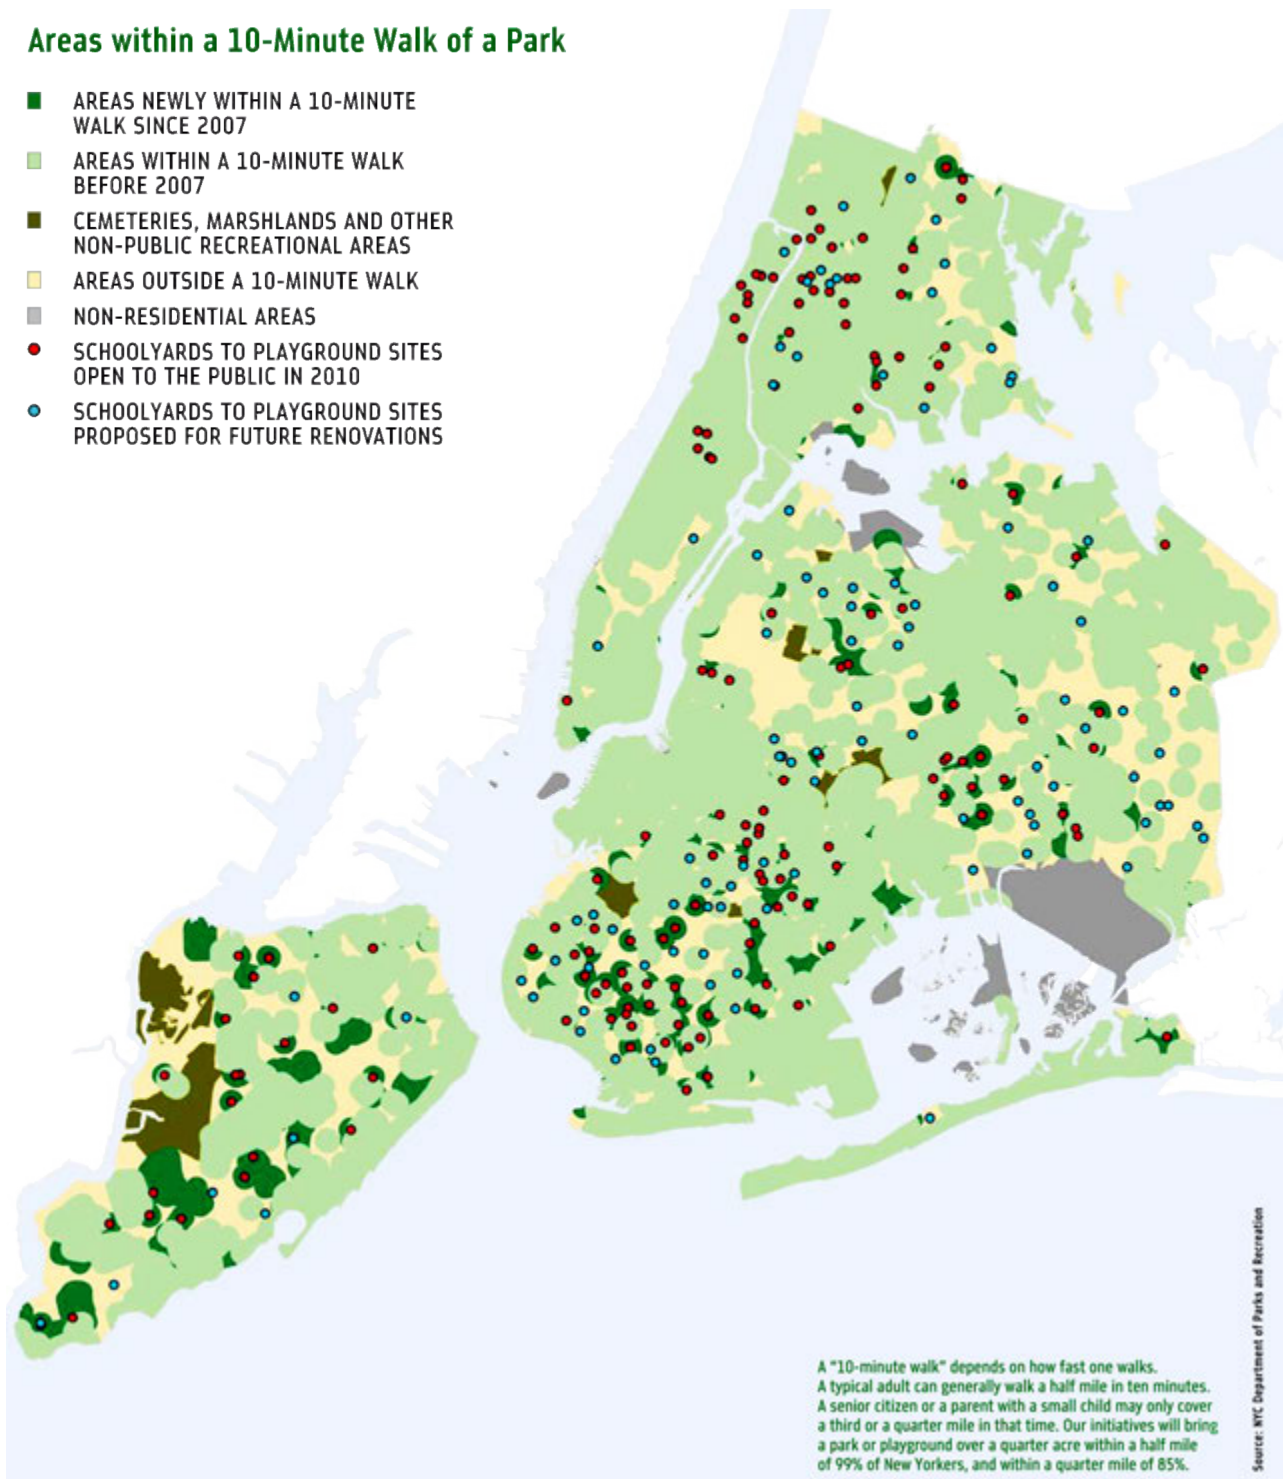 Areas within a 10-Minute Walk of a Park
AREAS NEWLY WITHIN A 10-MINUTE
WALK SINCE 2007
AREAS WITHIN A 10-MINUTE WALK
BEFORE 2007
CEMETERIES, MARSHLANDS AND OTHER
NON-PUBLIC RECREATIONAL AREAS
AREAS OUTSIDE A 10-MINUTE WALK
NON-RESIDENTIAL AREAS
SCHOOLYARDS TO PLAYGROUND SITES
OPEN TO THE PUBLIC IN 2010
SCHOOLYARDS TO PLAYGROUND SITES
PROPOSED FOR FUTURE RENOVATIONS
A "10-minute walk" depends on how fast one walks.
A typical adult can generally walk a half mile in ten minutes.
A senior citizen or a parent with a small child may only cover
a third or a quarter mile in that time. Our initiatives will bring
a park or playground over a quarter acre within a half mile
of 99% of New Yorkers, and within a quarter mile of 85%.
Source: NYC Department of Parks and Recreation